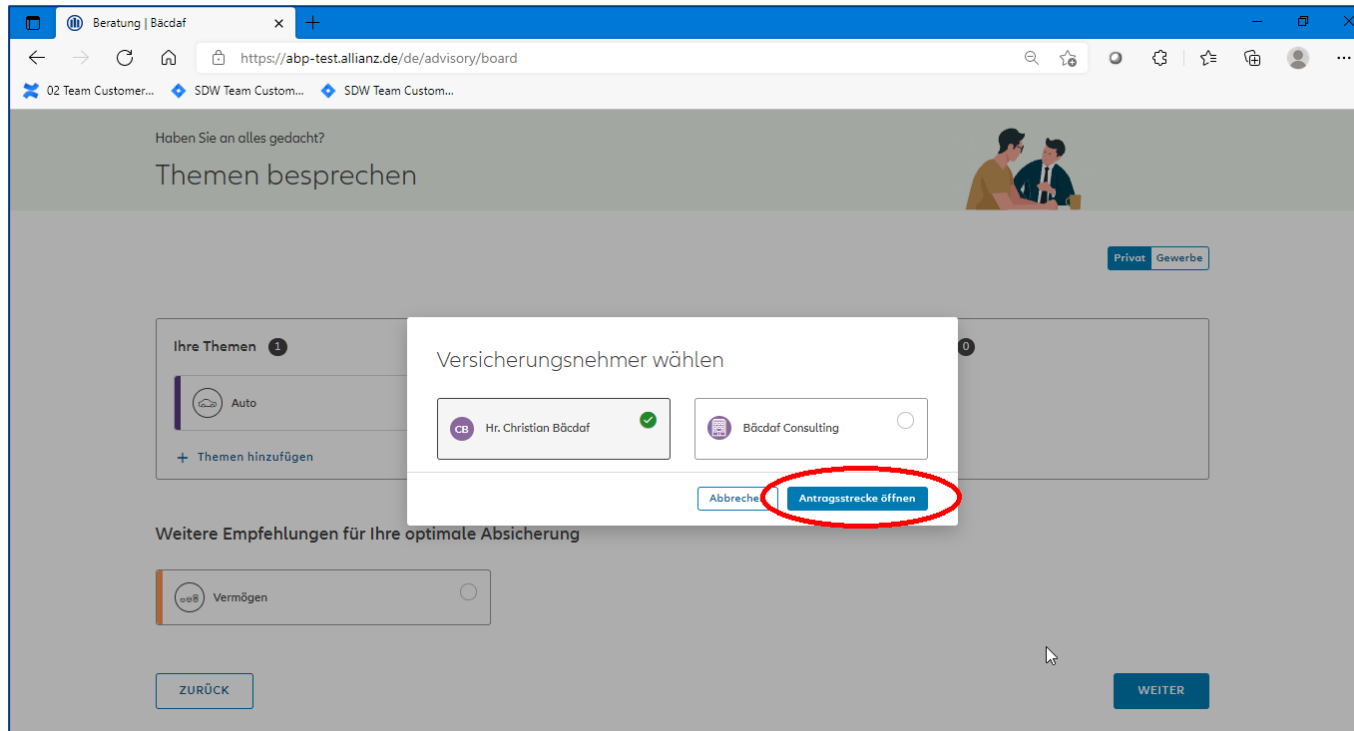 Beratung | Bäcdaf
https://abp-test.allianz.de/de/advisory/board
02 Team Customer... SDW Team Custom... SDW Team Custom...
Haben Sie an alles gedacht?
Themen besprechen
Privat Gewerbe
Ihre Themen 1
0
Auto
+ Themen hinzufügen
Versicherungsnehmer wählen
CB Hr. Christian Bäcdaf
Bäcdaf Consulting
Abbreche
Antragsstrecke öffnen
Weitere Empfehlungen für Ihre optimale Absicherung
Vermögen
ZURÜCK
WEITER